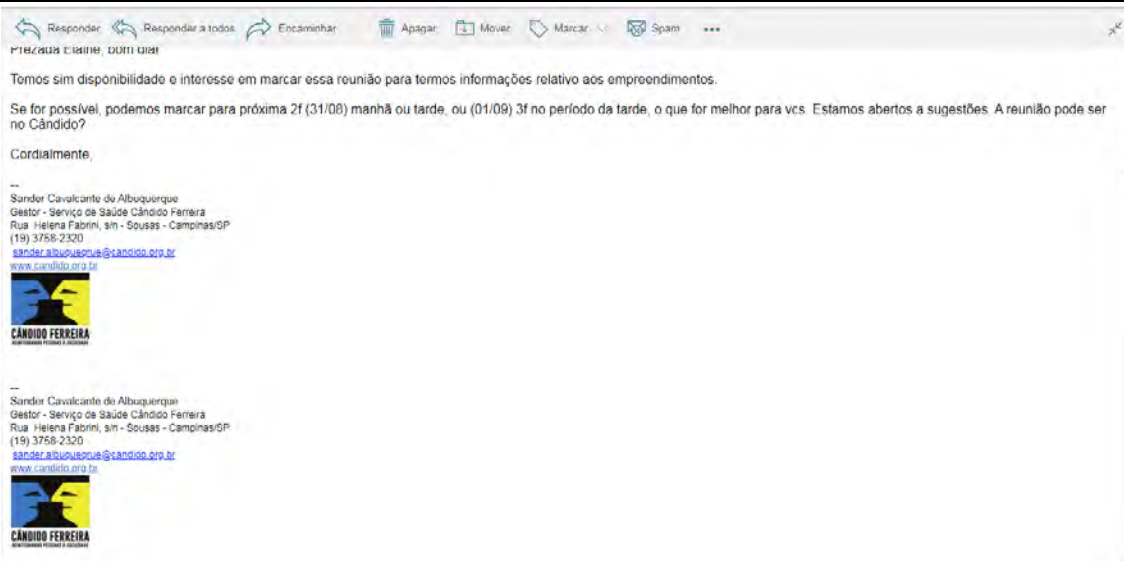 Responder Responder a todos Encaminhar Apagar Mover Marcar Spam ...
Prezada Elaine, bom dia!
Temos sim disponibilidade e interesse em marcar essa reunião para termos informações relativo aos empreendimentos.
Se for possível, podemos marcar para próxima 2f (31/08) manhã ou tarde, ou (01/09) 3f no período da tarde, o que for melhor para vcs. Estamos abertos a sugestões. A reunião pode ser
no Cândido?
Cordialmente,
--
Sander Cavalcante de Albuquerque
Gestor - Serviço de Saúde Cândido Ferreira
Rua Helena Fabrini, s/n - Sousas - Campinas/SP
(19) 3758-2320
sander.albuqueqrue@candido.org.br
www.candido.org.br
CÂNDIDO FERREIRA
--
Sander Cavalcante de Albuquerque
Gestor - Serviço de Saúde Cândido Ferreira
Rua Helena Fabrini, s/n - Sousas - Campinas/SP
(19) 3758-2320
sander.albuqueqrue@candido.org.br
www.candido.org.br
CÂNDIDO FERREIRA